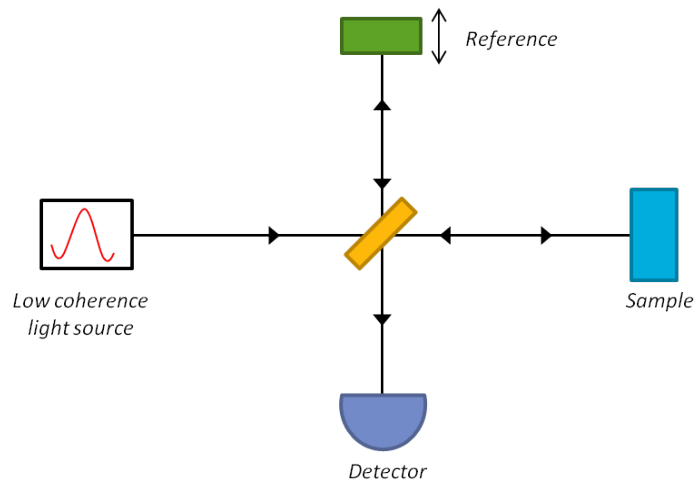 Reference
Low coherence
light source
Sample
Detector